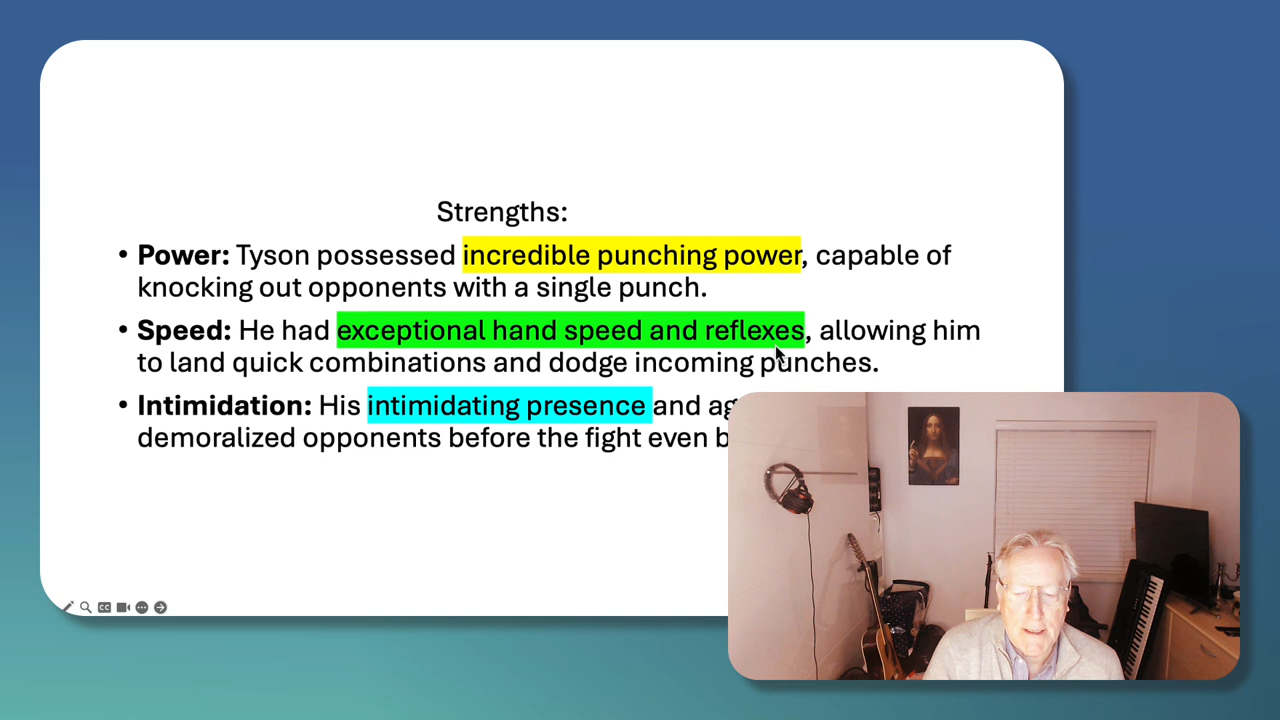 Strengths:
• Power: Tyson possessed incredible punching power, capable of
knocking out opponents with a single punch.
• Speed: He had exceptional hand speed and reflexes, allowing him
to land quick combinations and dodge incoming punches.
• Intimidation: His intimidating presence and ag
demoralized opponents before the fight even b
CC